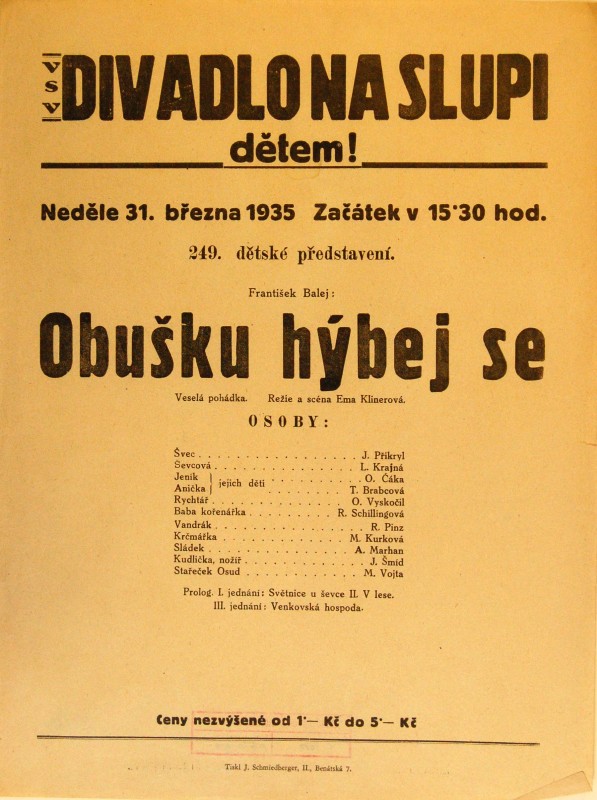 VSV DIVADLO NA SLUPI
dětem!
Neděle 31. března 1935 Začátek v 15·30 hod.
249. dětské představení.
František Balej:
Obušku hýbej se
Veselá pohádka. Režie a scéna Ema Klinerová.
OSOBY:
Švec . . . . . . . . . . . . . . . . . J. Přikryl
Ševcová . . . . . . . . . . . . . . . L. Krajná
Jeník } jejich děti . . . . . . . . . . O. Čáka
Anička } jejich děti . . . . . . . . . T. Brabcová
Rychtář . . . . . . . . . . . . . . . O. Vyskočil
Baba kořenářka . . . . . . . . . R. Schillingová
Vandrák . . . . . . . . . . . . . . . . R. Pinz
Krčmářka . . . . . . . . . . . . . M. Kurková
Sládek . . . . . . . . . . . . . . . A. Marhan
Kudlička, nožíř . . . . . . . . . . . . J. Šmíd
Stařeček Osud . . . . . . . . . . . M. Vojta
Prolog. I. jednání: Světnice u ševce II. V lese.
III. jednání: Venkovská hospoda.
Ceny nezvýšené od 1·— Kč do 5·— Kč
Tiskl J. Schmiedberger, II., Benátská 7.